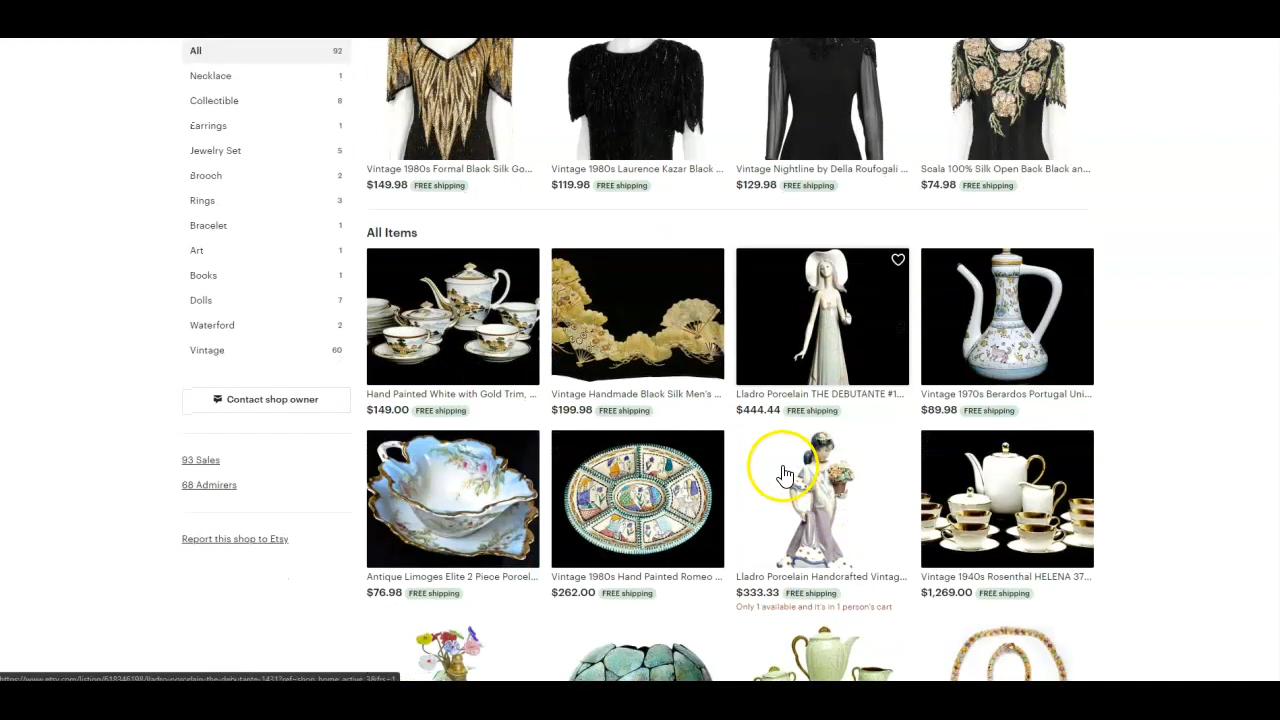 All 92
Necklace 1
Collectible 8
Earrings 1
Jewelry Set 5
Brooch 2
Rings 3
Bracelet 1
Art 1
Books 1
Dolls 7
Waterford 2
Vintage 60
Contact shop owner
93 Sales
68 Admirers
Report this shop to Etsy
Vintage 1980s Formal Black Silk Go...
$149.98 FREE shipping
Vintage 1980s Laurence Kazar Black ...
$119.98 FREE shipping
Vintage Nightline by Della Roufogali ...
$129.98 FREE shipping
Scala 100% Silk Open Back Black an...
$74.98 FREE shipping
All Items
Hand Painted White with Gold Trim, ...
$149.00 FREE shipping
Vintage Handmade Black Silk Men's ...
$199.98 FREE shipping
Lladro Porcelain THE DEBUTANTE #1...
$444.44 FREE shipping
Vintage 1970s Berardos Portugal Uni...
$89.98 FREE shipping
Antique Limoges Elite 2 Piece Porcel...
$76.98 FREE shipping
Vintage 1980s Hand Painted Romeo ...
$262.00 FREE shipping
Lladro Porcelain Handcrafted Vintag...
$333.33 FREE shipping
Only 1 available and it's in 1 person's cart
Vintage 1940s Rosenthal HELENA 37...
$1,269.00 FREE shipping